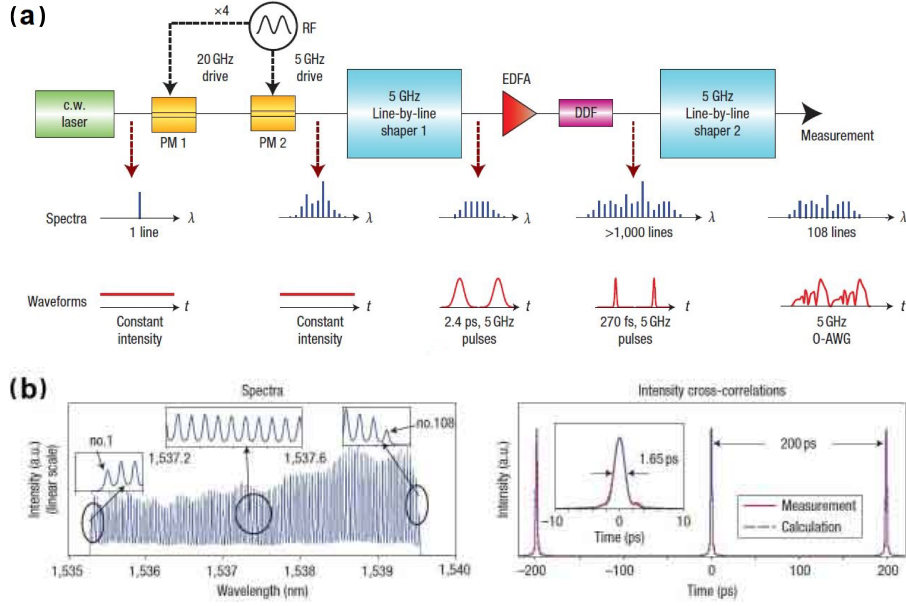 (a)
×4
RF
20 GHz
drive
5 GHz
drive
c.w.
laser
PM 1
PM 2
5 GHz
Line-by-line
shaper 1
EDFA
DDF
5 GHz
Line-by-line
shaper 2
Measurement
Spectra
λ
1 line
λ
λ
λ
>1,000 lines
λ
108 lines
Waveforms
t
Constant
intensity
t
Constant
intensity
t
2.4 ps, 5 GHz
pulses
t
270 fs, 5 GHz
pulses
t
5 GHz
O-AWG
(b)
Spectra
Intensity (a.u.)
(linear scale)
no.1
1,537.2
1,537.6
no.108
1,535
1,536
1,537
1,538
1,539
1,540
Wavelength (nm)
Intensity cross-correlations
Intensity (a.u.)
1.65 ps
−10
0
10
Time (ps)
200 ps
Measurement
Calculation
−200
−100
0
100
200
Time (ps)